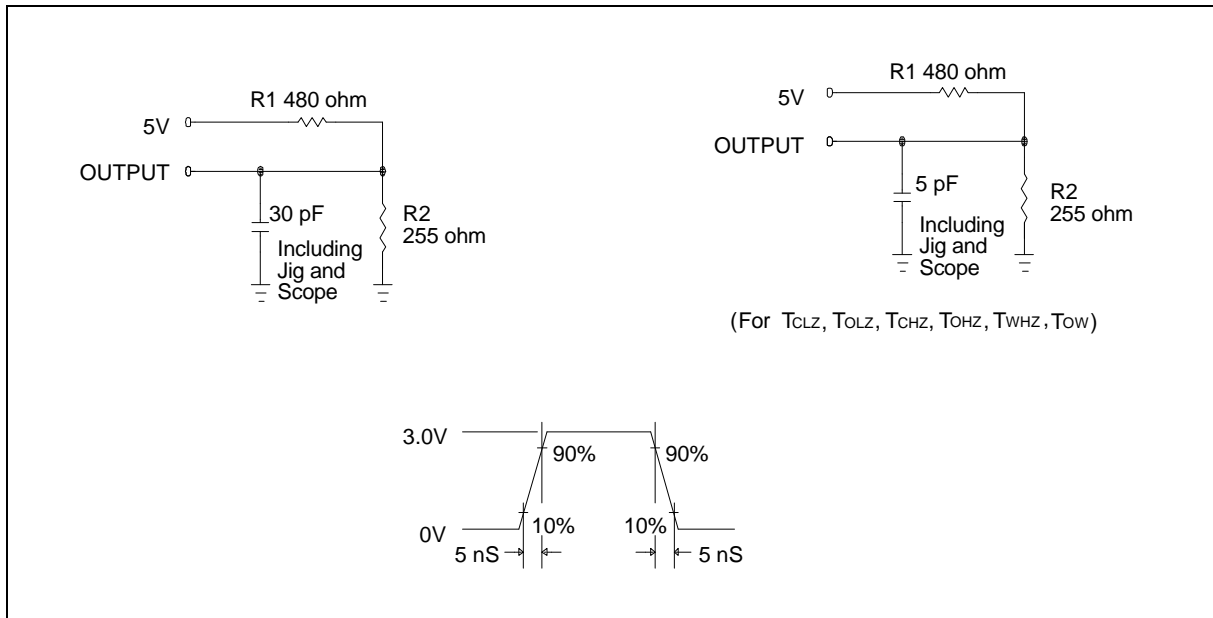 R1 480 ohm
5V
OUTPUT
30 pF
R2
255 ohm
Including
Jig and
Scope
R1 480 ohm
5V
OUTPUT
5 pF
R2
255 ohm
Including
Jig and
Scope
(For TCLZ, TOLZ, TCHZ, TOHZ, TWHZ, TOW)
3.0V
90% 90%
10% 10%
0V
5 nS 5 nS